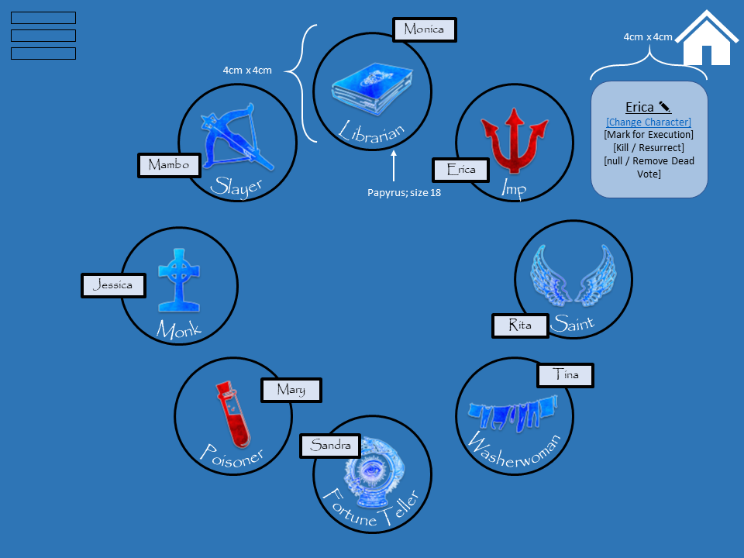 Monica
4cm x 4cm
Librarian
Papyrus; size 18
4cm x 4cm
Erica
[Change Character]
[Mark for Execution]
[Kill / Resurrect]
[null / Remove Dead
Vote]
Mambo
Slayer
Erica
Imp
Jessica
Monk
Rita
Saint
Mary
Poisoner
Tina
Washerwoman
Sandra
Fortune Teller